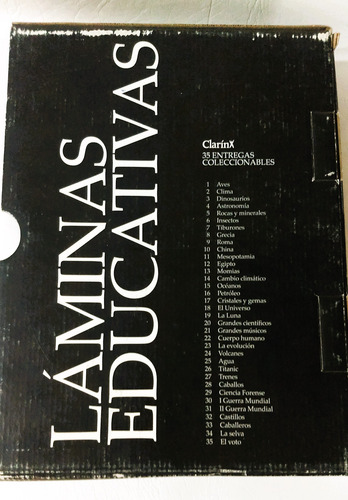 LÁMINAS
EDUCATIVAS
ClarínX
35 ENTREGAS
COLECCIONABLES
1 Aves
2 Clima
3 Dinosaurios
4 Astronomía
5 Rocas y minerales
6 Insectos
7 Tiburones
8 Grecia
9 Roma
10 China
11 Mesopotamia
12 Egipto
13 Momias
14 Cambio climático
15 Océanos
16 Petróleo
17 Cristales y gemas
18 El Universo
19 La Luna
20 Grandes científicos
21 Grandes músicos
22 Cuerpo humano
23 La evolución
24 Volcanes
25 Agua
26 Titanic
27 Trenes
28 Caballos
29 Ciencia Forense
30 I Guerra Mundial
31 II Guerra Mundial
32 Castillos
33 Caballeros
34 La selva
35 El voto